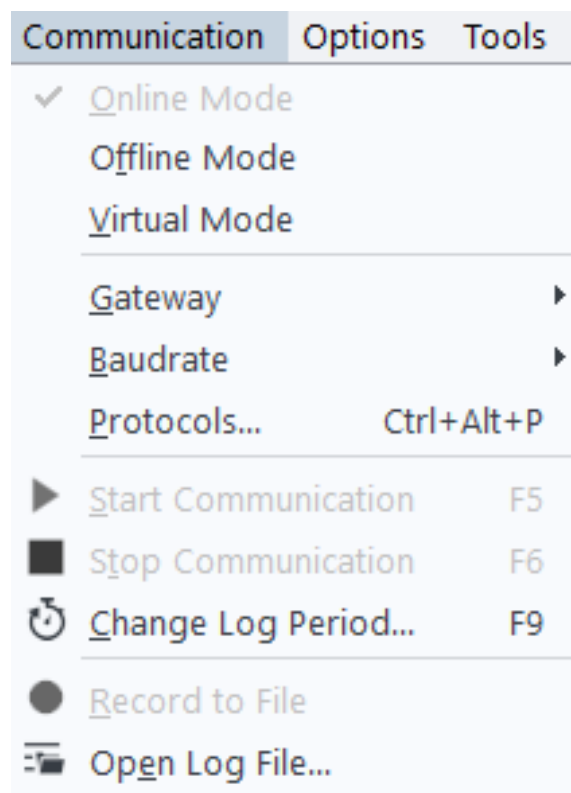 Communication Options Tools
Online Mode
Offline Mode
Virtual Mode
Gateway
Baudrate
Protocols... Ctrl+Alt+P
Start Communication F5
Stop Communication F6
Change Log Period... F9
Record to File
Open Log File...